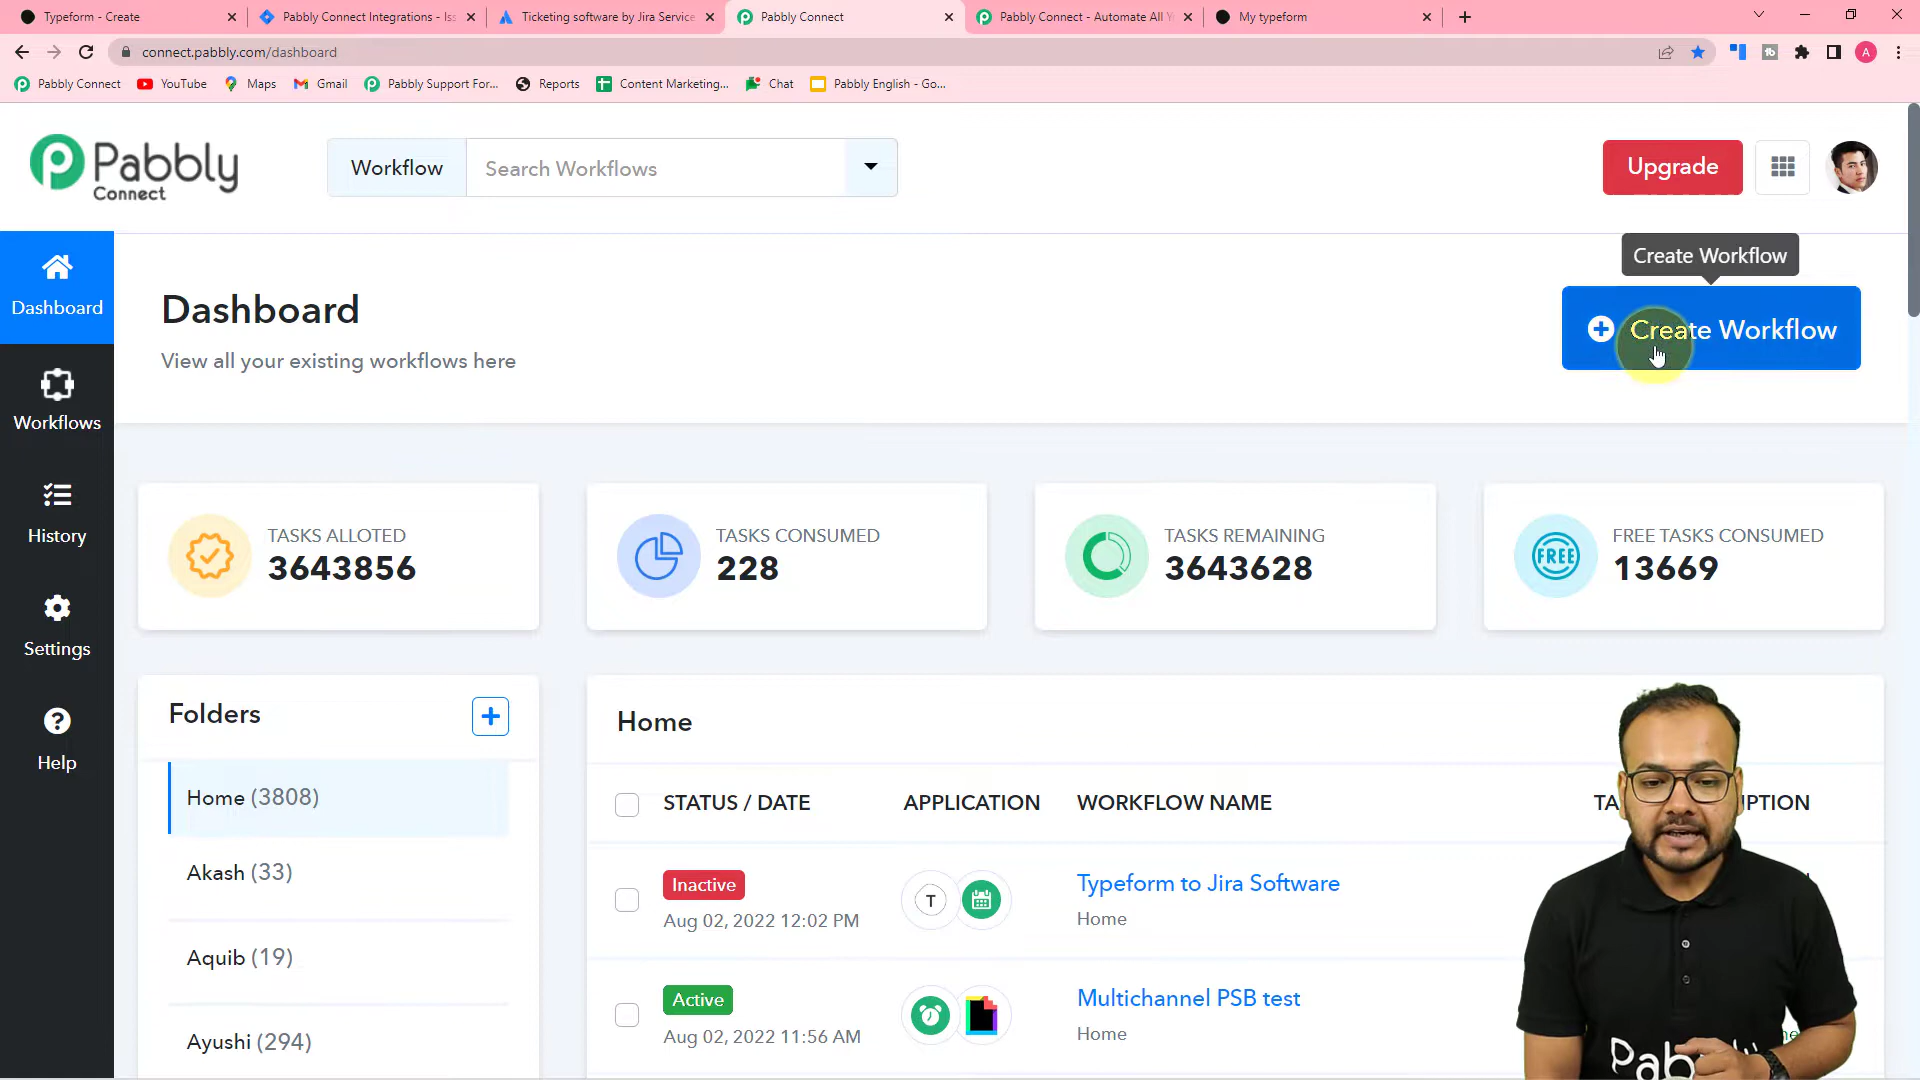 Typeform - Create
Pabbly Connect Integrations - Iss
Ticketing software by Jira Service
Pabbly Connect
Pabbly Connect - Automate All Y
My typeform
connect.pabbly.com/dashboard
A
Pabbly Connect
YouTube
Maps
Gmail
Pabbly Support For...
Reports
Content Marketing...
Chat
Pabbly English - Go...
Pabbly
Connect
Workflow
Search Workflows
Upgrade
Create Workflow
Dashboard
Dashboard
View all your existing workflows here
Create Workflow
Workflows
History
Settings
Help
TASKS ALLOTED
3643856
TASKS CONSUMED
228
TASKS REMAINING
3643628
FREE
FREE TASKS CONSUMED
13669
Folders
Home (3808)
Akash (33)
Aquib (19)
Ayushi (294)
Home
STATUS / DATE
APPLICATION
WORKFLOW NAME
Inactive
Aug 02, 2022 12:02 PM
T
Typeform to Jira Software
Home
Active
Aug 02, 2022 11:56 AM
Multichannel PSB test
Home